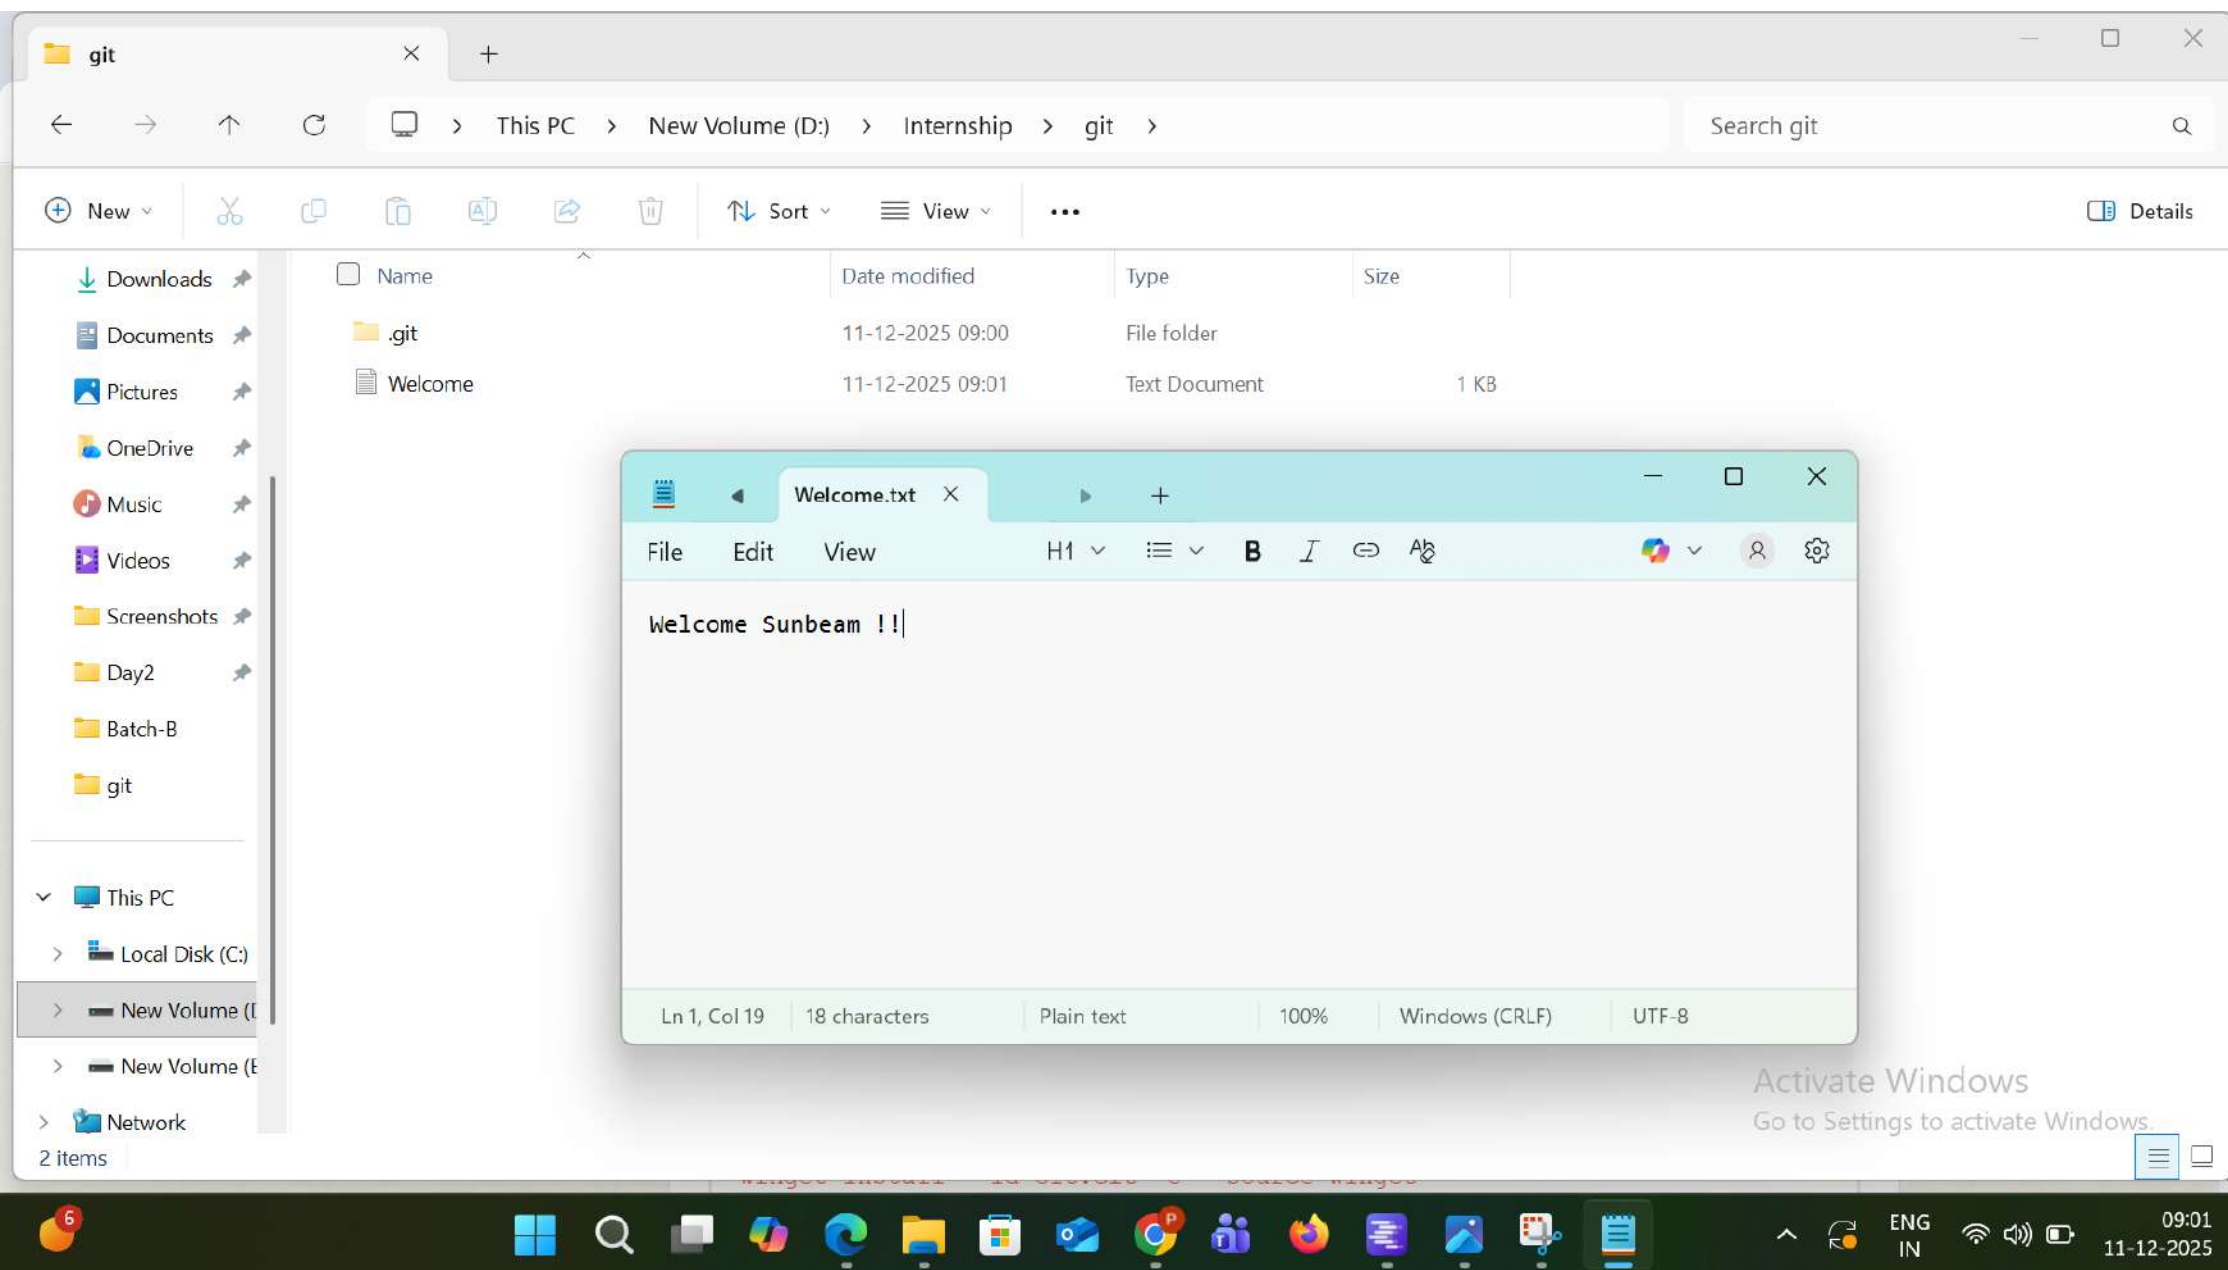 git
This PC > New Volume (D:) > Internship > git >
Search git
New
Sort
View
Details
Downloads
Documents
Pictures
OneDrive
Music
Videos
Screenshots
Day2
Batch-B
git
This PC
Local Disk (C:)
New Volume (
New Volume (E
Network
2 items
Name Date modified Type Size
.git 11-12-2025 09:00 File folder
Welcome 11-12-2025 09:01 Text Document 1 KB
Welcome.txt
File Edit View H1 B I
Welcome Sunbeam !!
Ln 1, Col 19 18 characters Plain text 100% Windows (CRLF) UTF-8
Activate Windows
Go to Settings to activate Windows.
6
P
ENG
IN
09:01
11-12-2025